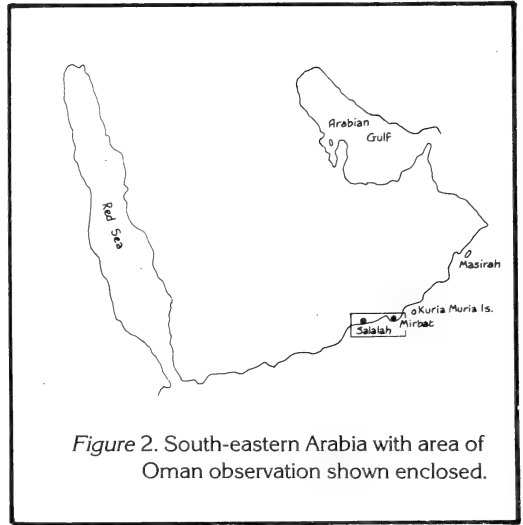 Arabian
Gulf
Red Sea
Masirah
Kuria Muria Is.
Mirbat
Salalah
Figure 2. South-eastern Arabia with area of
Oman observation shown enclosed.